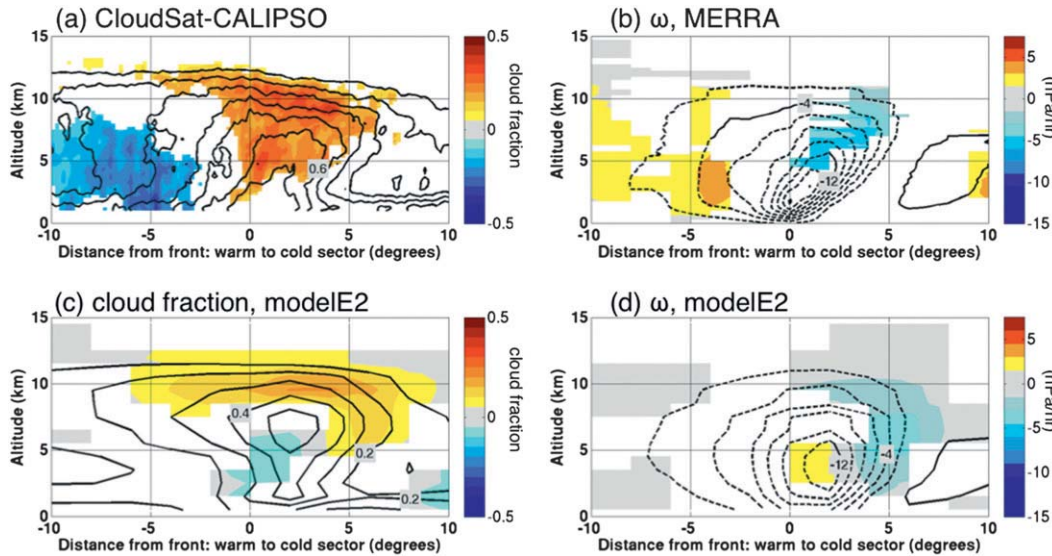 (a) CloudSat-CALIPSO
15
10
5
0
Altitude (km)
0.6
-10 -5 0 5 10
Distance from front: warm to cold sector (degrees)
0.5
0
-0.5
cloud fraction
(b) ω, MERRA
15
10
5
0
Altitude (km)
-4
-12
-10 -5 0 5 10
Distance from front: warm to cold sector (degrees)
5
0
-5
-10
-15
(c) cloud fraction, modelE2
15
10
5
0
Altitude (km)
0.4
0.2
0.2
-10 -5 0 5 10
Distance from front: warm to cold sector (degrees)
0.5
0
-0.5
cloud fraction
(d) ω, modelE2
15
10
5
0
Altitude (km)
-12
-4
-10 -5 0 5 10
Distance from front: warm to cold sector (degrees)
5
0
-5
-10
-15